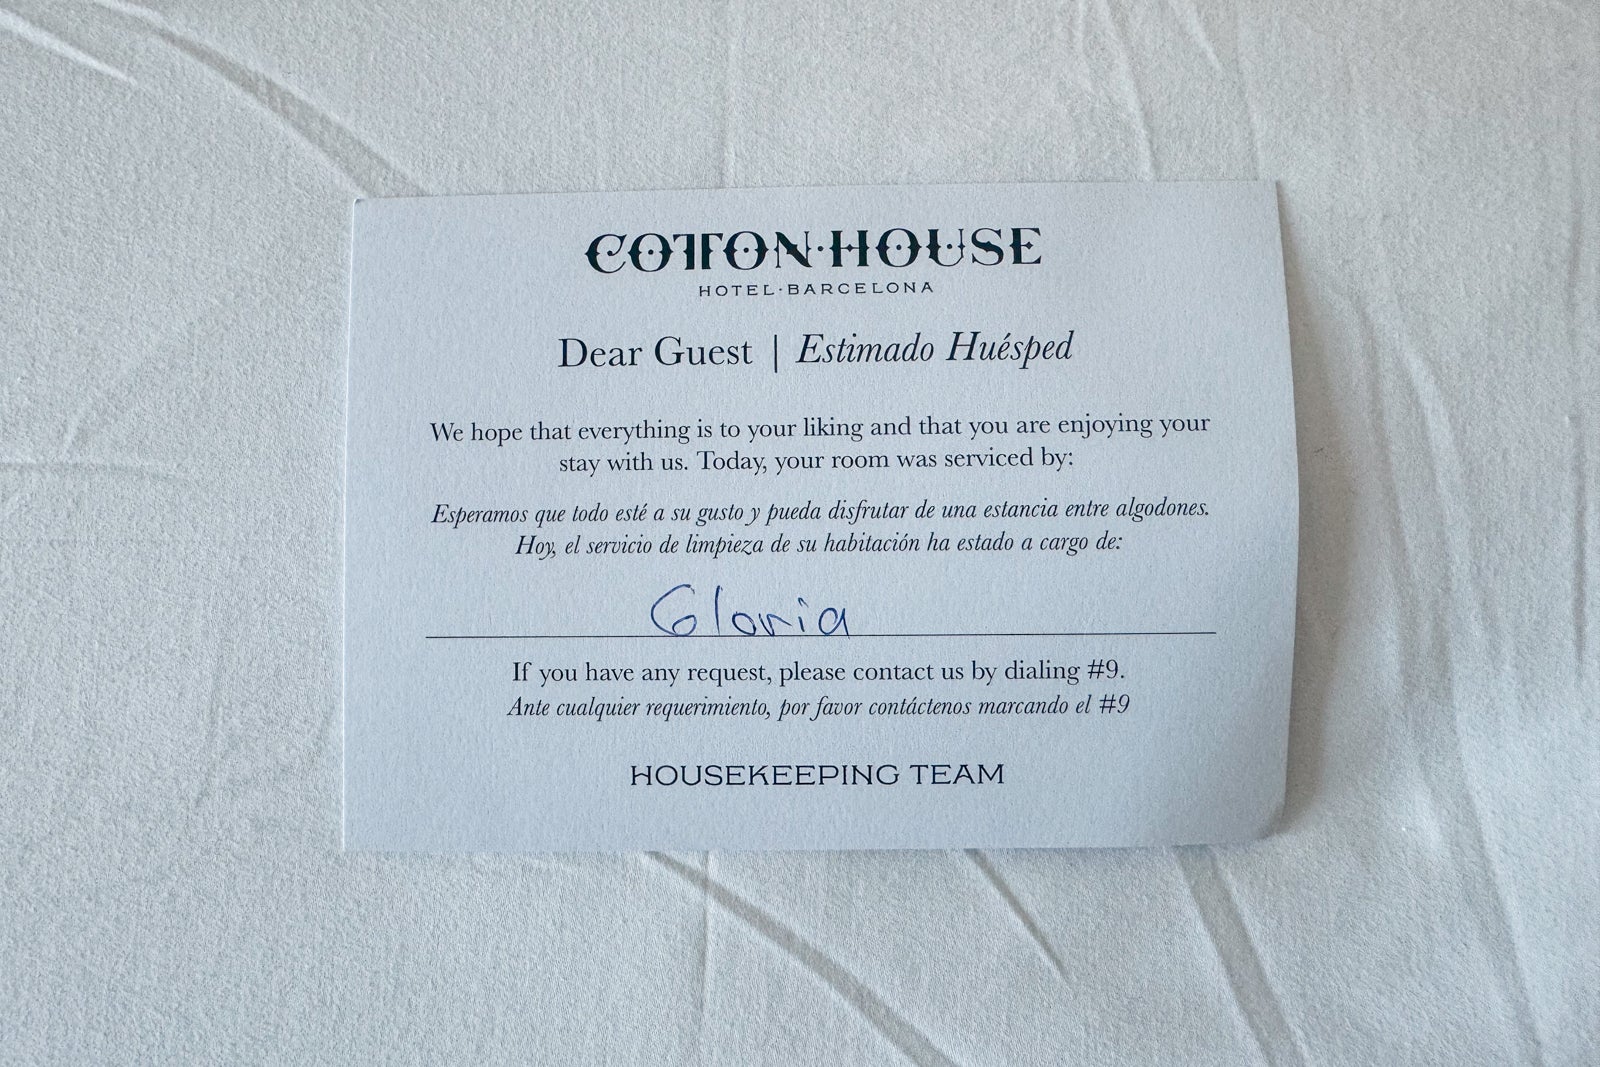 COTTON·HOUSE
HOTEL·BARCELONA
Dear Guest | Estimado Huésped
We hope that everything is to your liking and that you are enjoying your
stay with us. Today, your room was serviced by:
Esperamos que todo esté a su gusto y pueda disfrutar de una estancia entre algodones.
Hoy, el servicio de limpieza de su habitación ha estado a cargo de:
Gloria
If you have any request, please contact us by dialing #9.
Ante cualquier requerimiento, por favor contáctenos marcando el #9
HOUSEKEEPING TEAM